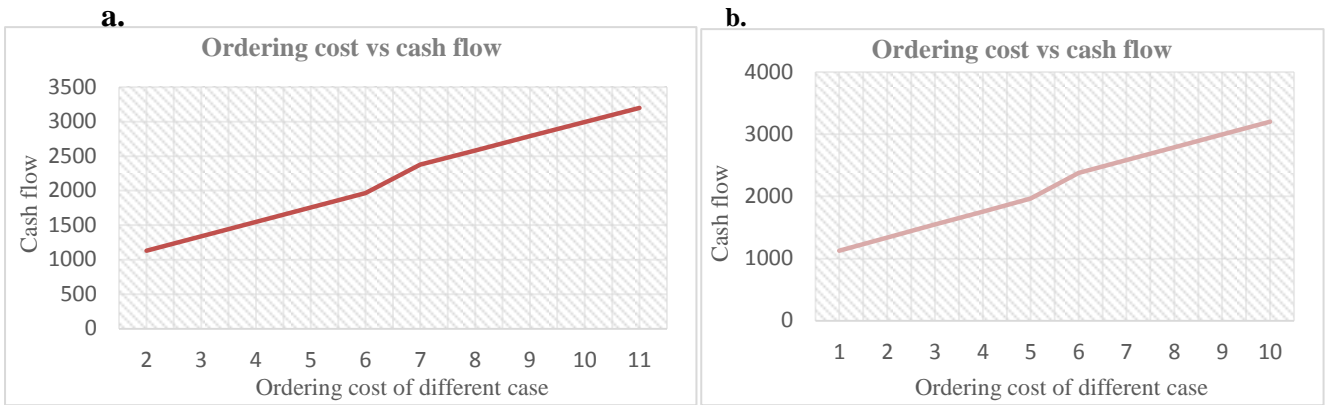 a.
Ordering cost vs cash flow
3500
3000
2500
2000
1500
1000
500
0
Cash flow
2 3 4 5 6 7 8 9 10 11
Ordering cost of different case
b.
Ordering cost vs cash flow
4000
3000
2000
1000
0
Cash flow
1 2 3 4 5 6 7 8 9 10
Ordering cost of different case